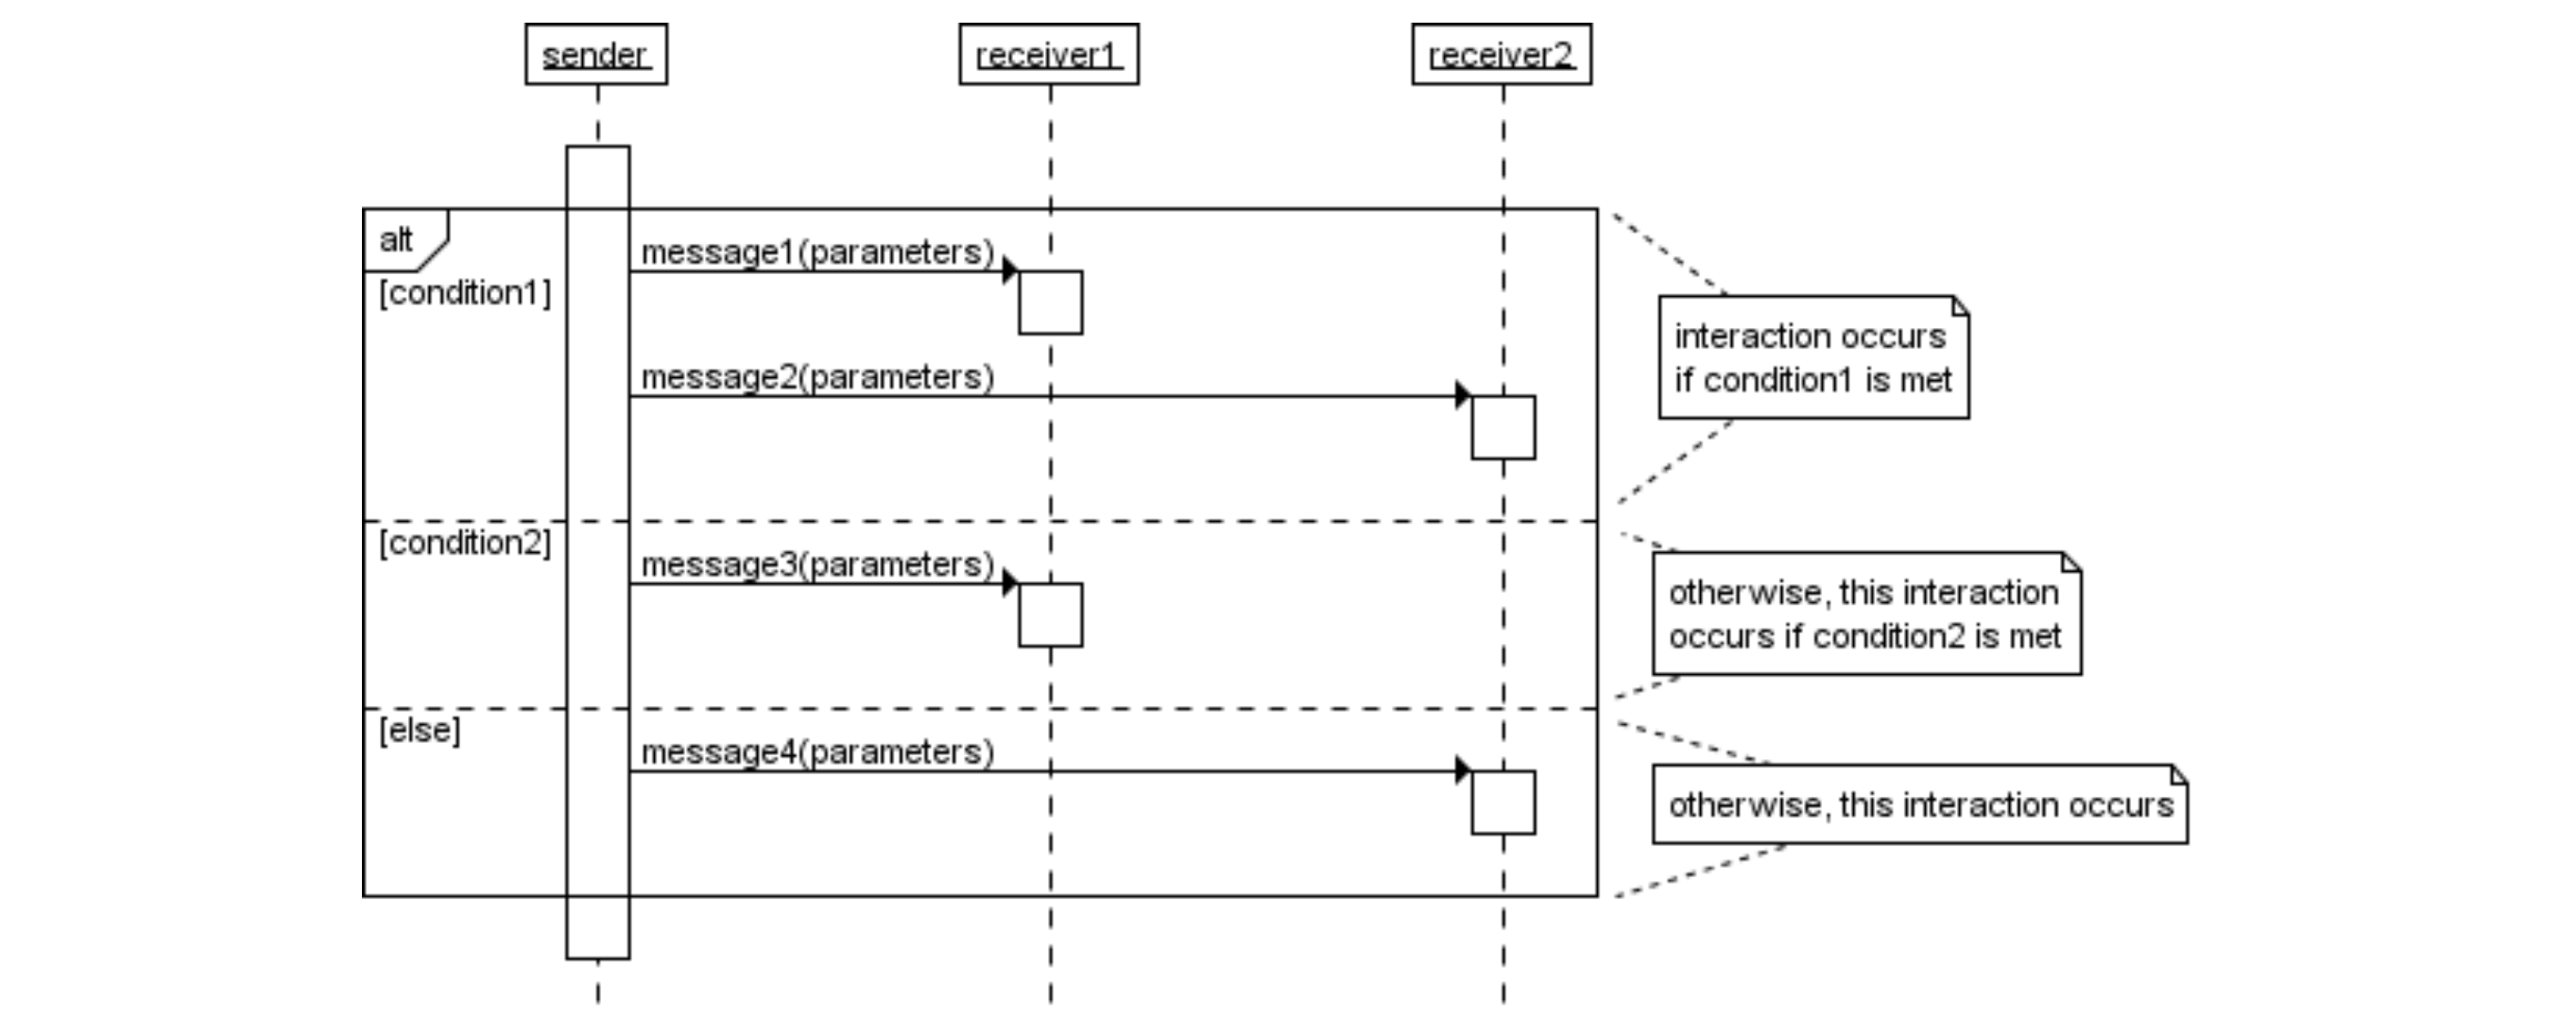 sender
receiver1
receiver2
alt
[condition1]
message1(parameters)
message2(parameters)
interaction occurs
if condition1 is met
[condition2]
message3(parameters)
otherwise, this interaction
occurs if condition2 is met
[else]
message4(parameters)
otherwise, this interaction occurs